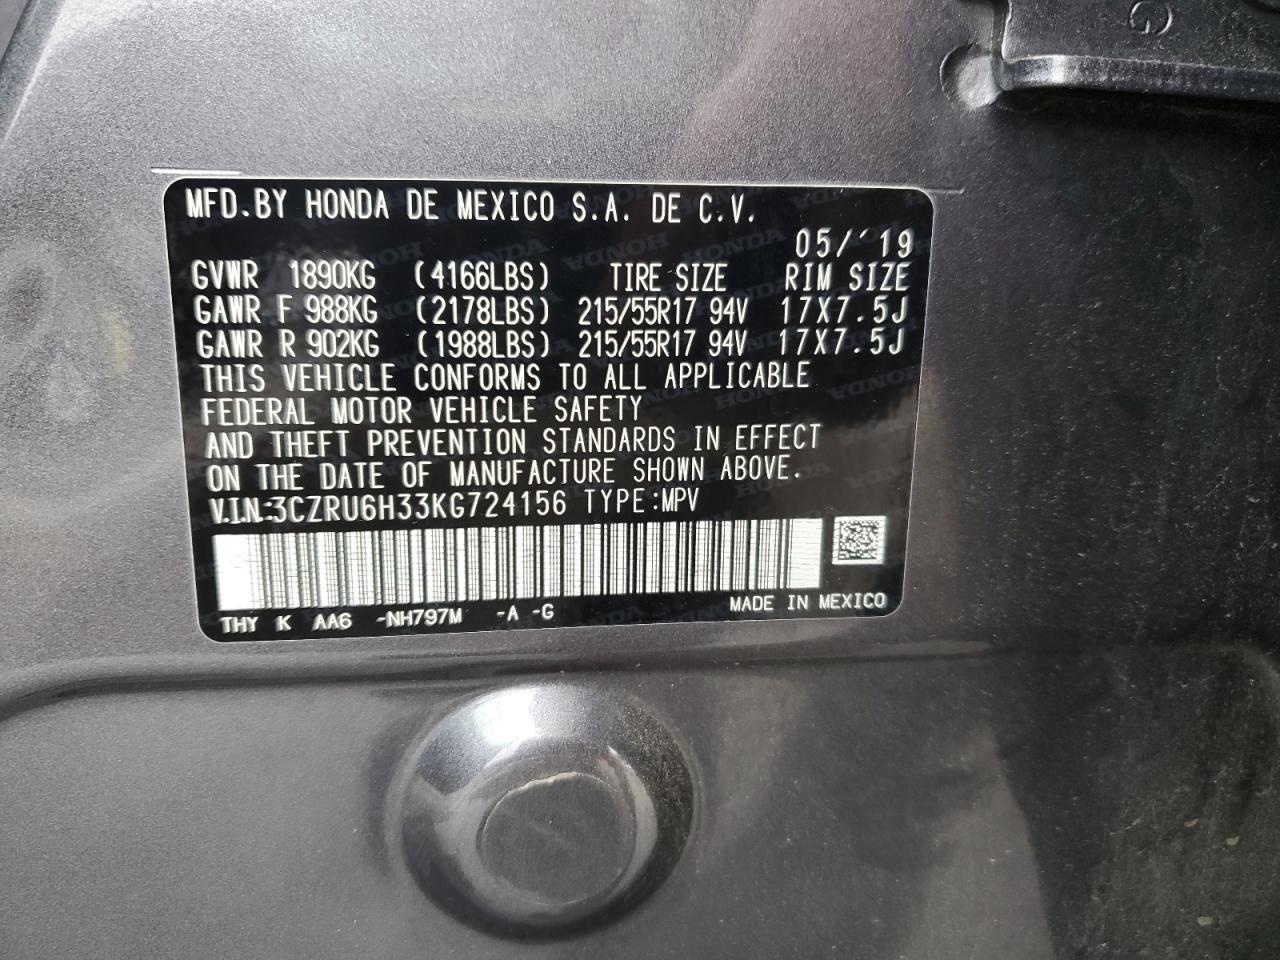 G
MFD.BY HONDA DE MEXICO S.A. DE C.V.
05/'19
GVWR 1890KG (4166LBS) TIRE SIZE RIM SIZE
GAWR F 988KG (2178LBS) 215/55R17 94V 17X7.5J
GAWR R 902KG (1988LBS) 215/55R17 94V 17X7.5J
THIS VEHICLE CONFORMS TO ALL APPLICABLE
FEDERAL MOTOR VEHICLE SAFETY
AND THEFT PREVENTION STANDARDS IN EFFECT
ON THE DATE OF MANUFACTURE SHOWN ABOVE.
V.I.N.:3CZRU6H33KG724156 TYPE:MPV
THY K AA6 -NH797M -A -G MADE IN MEXICO